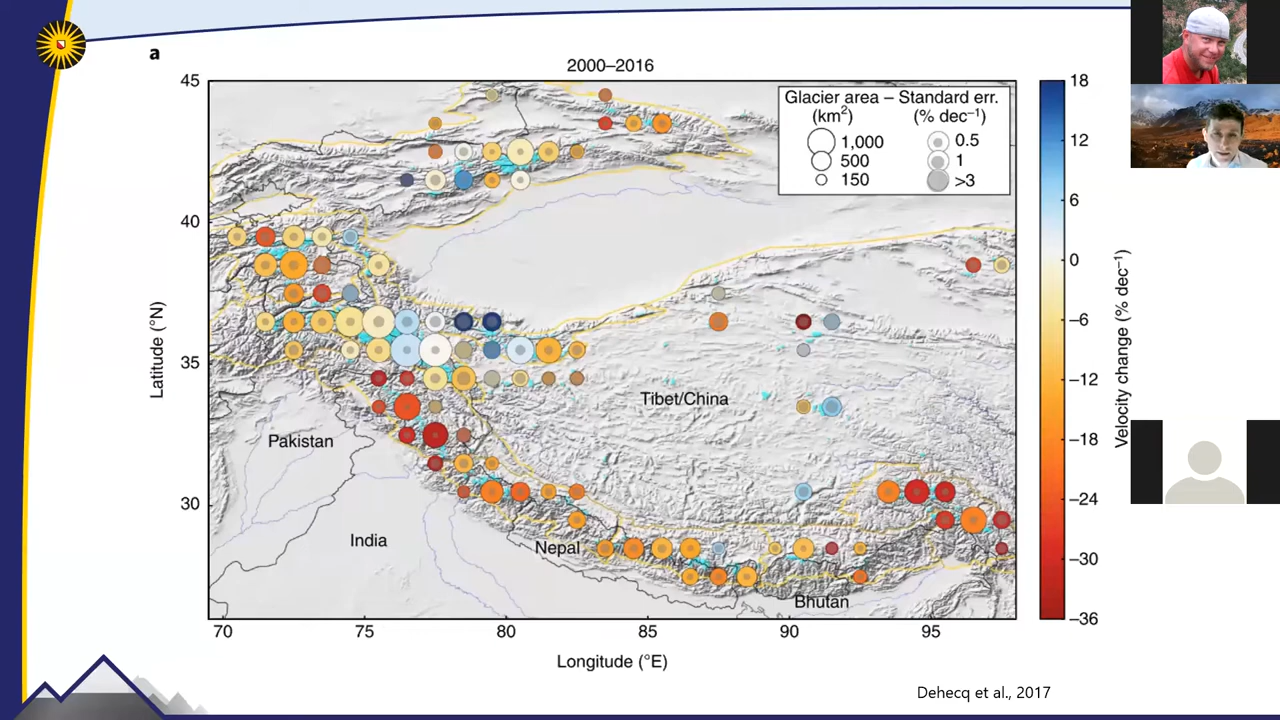 a
2000–2016
45
40
35
30
Latitude (°N)
70
75
80
85
90
95
Longitude (°E)
Glacier area – Standard err.
(km²) (% dec⁻¹)
1,000 0.5
500 1
150 >3
Tibet/China
Pakistan
India
Nepal
Bhutan
18
12
6
0
–6
–12
–18
–24
–30
–36
Velocity change (% dec⁻¹)
Dehecq et al., 2017